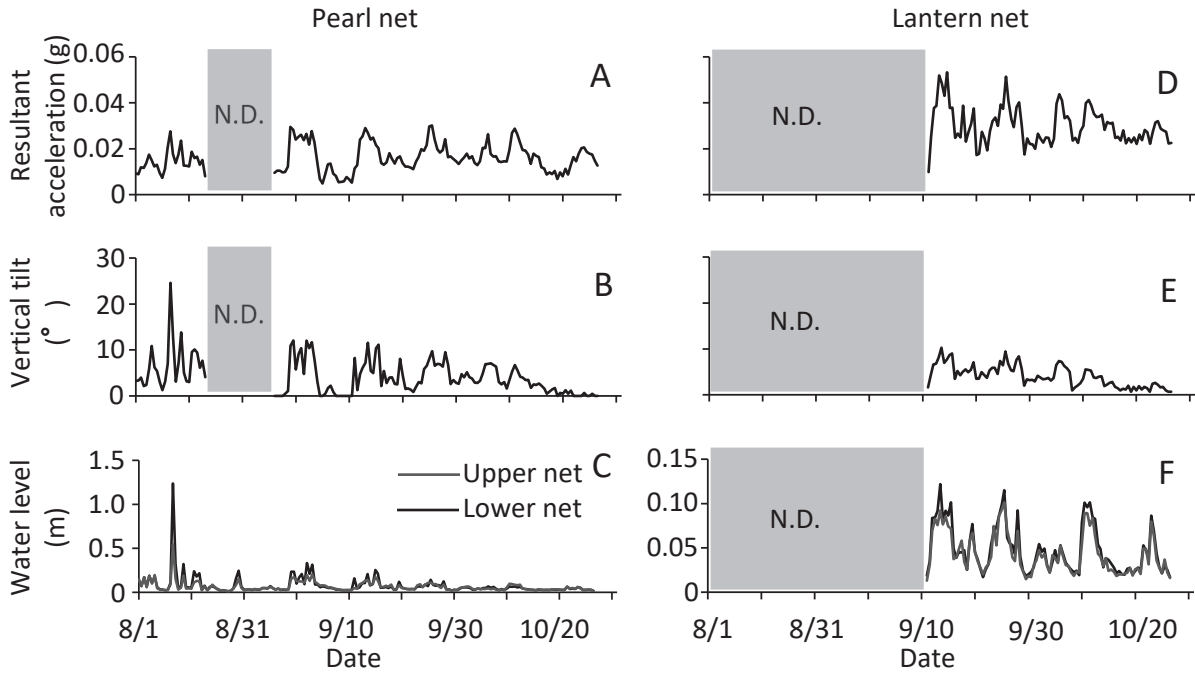 Pearl net
Lantern net
Resultant
acceleration (g)
0.06
0.04
0.02
0
N.D.
A
N.D.
D
Vertical tilt
(°)
30
20
10
0
N.D.
B
N.D.
E
Water level
(m)
1.5
1.0
0.5
0
Upper net
Lower net
C
0.15
0.10
0.05
0
N.D.
F
8/1 8/31 9/10 9/30 10/20
Date
8/1 8/31 9/10 9/30 10/20
Date